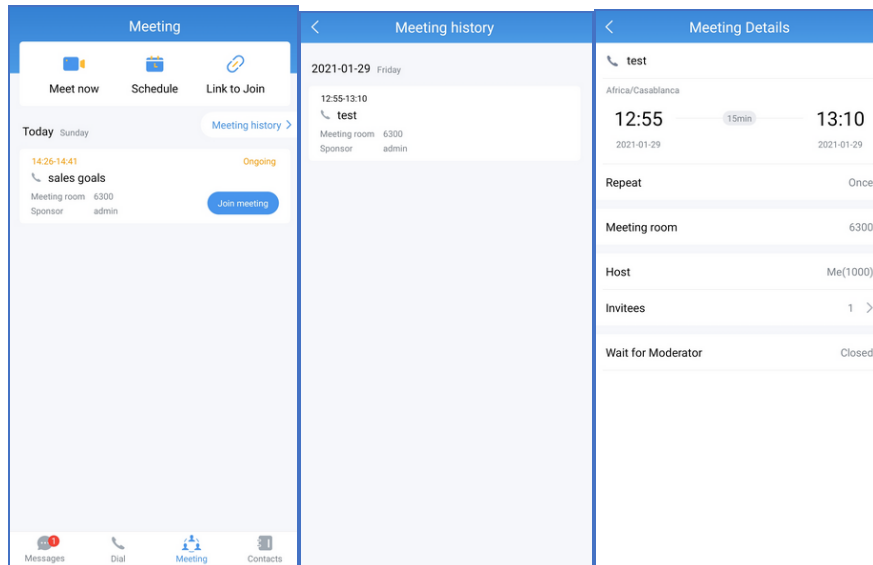 Meeting
Meet now
Schedule
Link to Join
Today Sunday
Meeting history
14:26-14:41
Ongoing
sales goals
Meeting room 6300
Sponsor admin
Join meeting
1
Messages
Dial
Meeting
Contacts
Meeting history
2021-01-29 Friday
12:55-13:10
test
Meeting room 6300
Sponsor admin
Meeting Details
test
Africa/Casablanca
12:55 15min 13:10
2021-01-29 2021-01-29
Repeat Once
Meeting room 6300
Host Me(1000)
Invitees 1
Wait for Moderator Closed